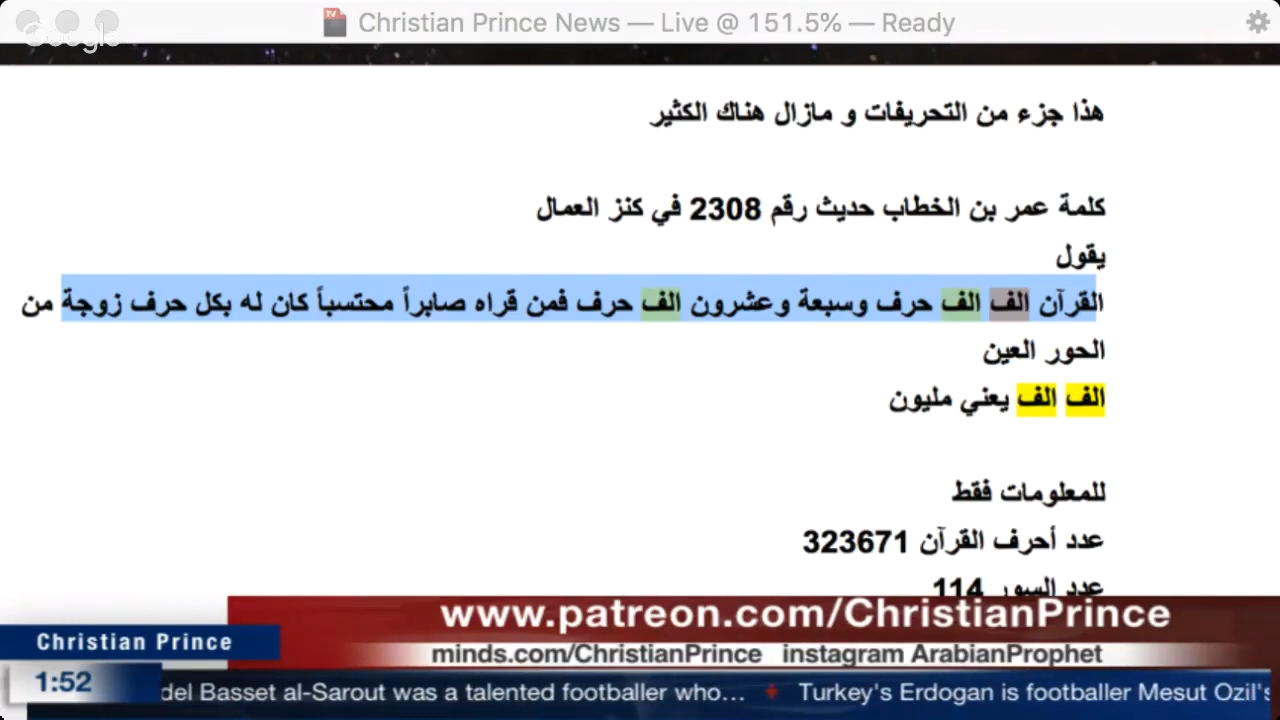 Christian Prince News — Live @ 151.5% — Ready
Google
هذا جزء من التحريفات و مازال هناك الكثير
كلمة عمر بن الخطاب حديث رقم 2308 في كنز العمال
يقول
القرآن الف الف حرف وسبعة وعشرون الف حرف فمن قراه صابراً محتسباً كان له بكل حرف زوجة من
الحور العين
الف الف يعني مليون
للمعلومات فقط
عدد أحرف القرآن 323671
عدد السور 114
www.patreon.com/ChristianPrince
Christian Prince
minds.com/ChristianPrince instagram ArabianProphet
1:52
del Basset al-Sarout was a talented footballer who... Turkey's Erdogan is footballer Mesut Ozil's